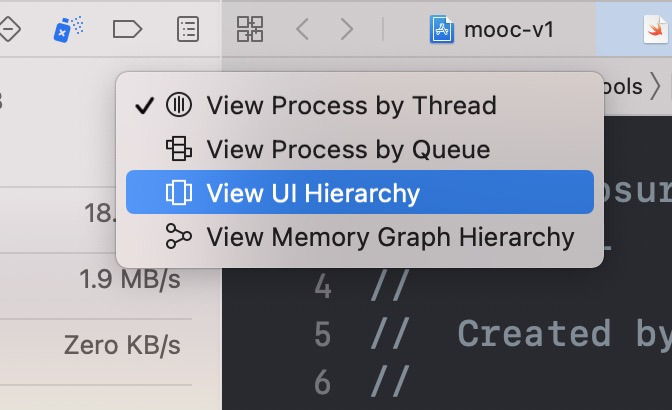 mooc-v1
View Process by Thread
ools
View Process by Queue
View UI Hierarchy
osur
18.
View Memory Graph Hierarchy
1.9 MB/s
4 //
Zero KB/s
5 // Created by
6 //